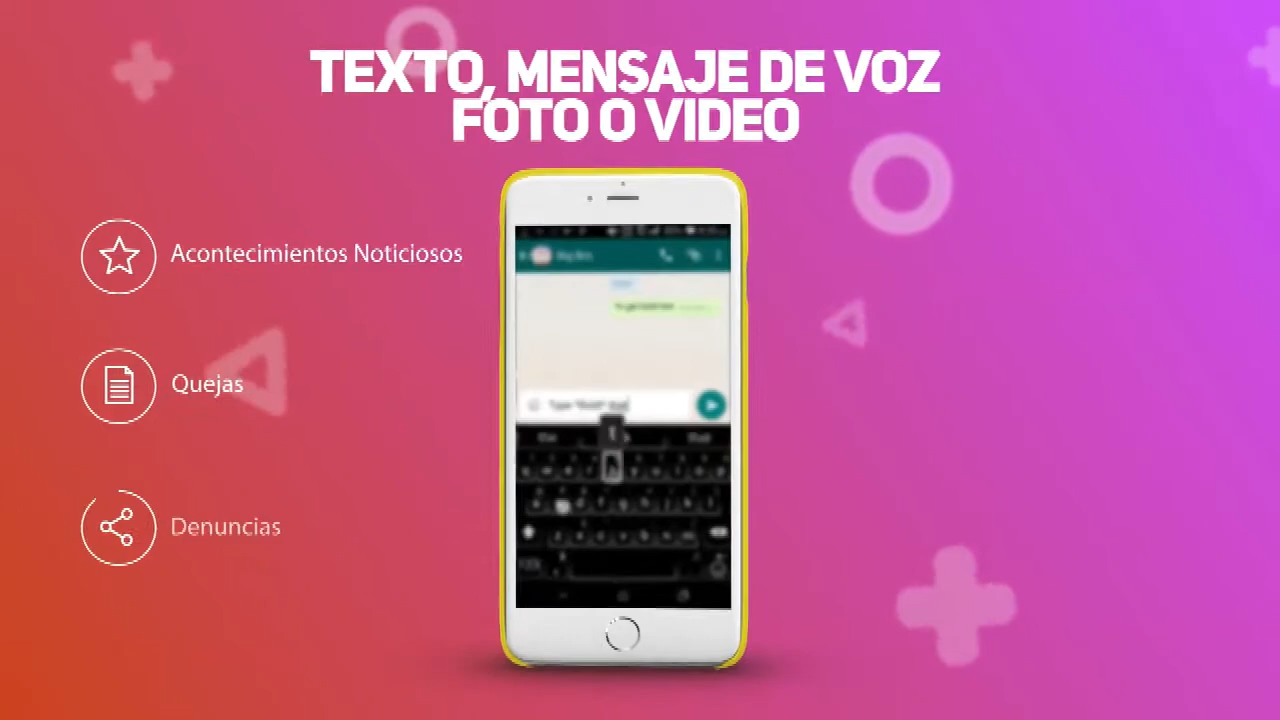 TEXTO, MENSAJE DE VOZ
FOTO O VIDEO
Acontecimientos Noticiosos
Quejas
Denuncias